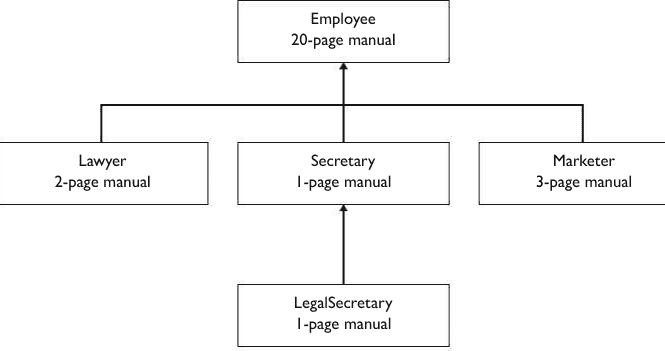 Employee
20-page manual
Lawyer
2-page manual
Secretary
1-page manual
Marketer
3-page manual
LegalSecretary
1-page manual